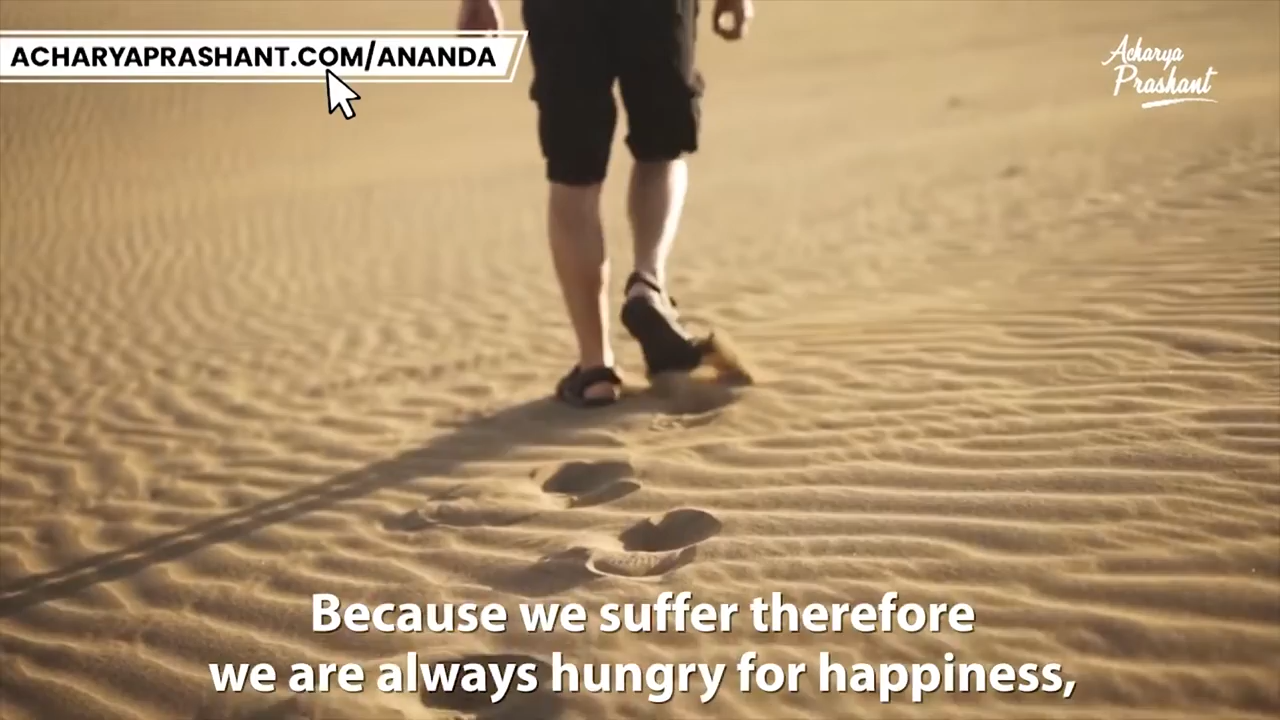 ACHARYAPRASHANT.COM/ANANDA
Acharya
Prashant
Because we suffer therefore
we are always hungry for happiness,